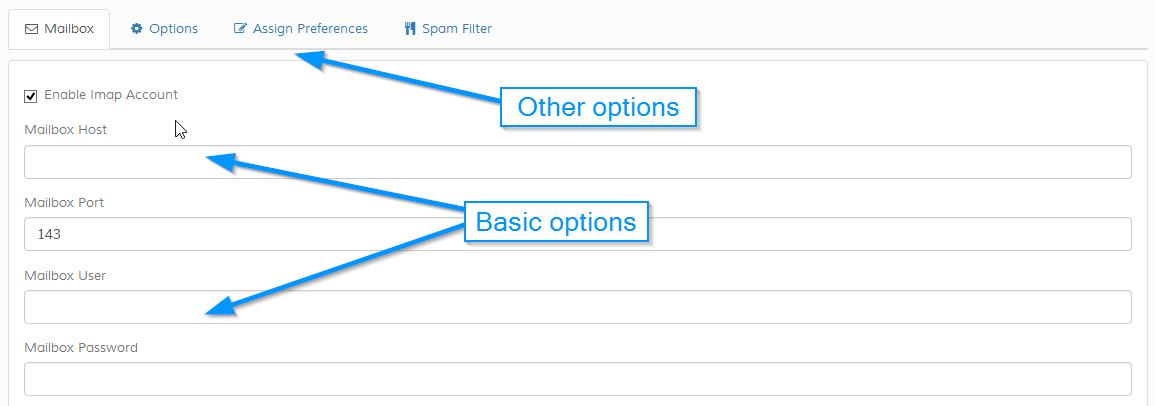 Mailbox Options Assign Preferences Spam Filter
Other options
Enable Imap Account
Mailbox Host
Basic options
Mailbox Port
143
Mailbox User
Mailbox Password